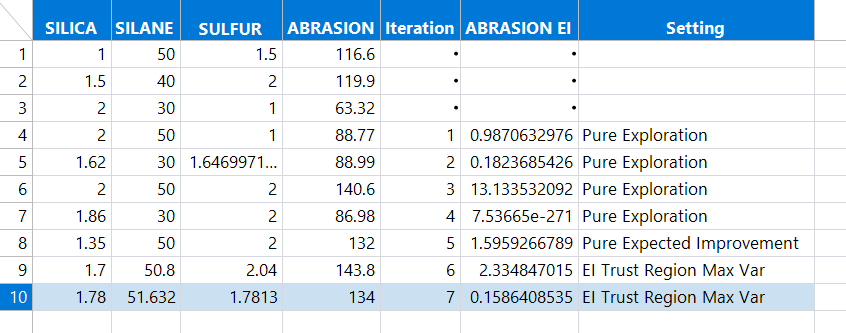 SILICA SILANE SULFUR ABRASION Iteration ABRASION EI Setting
1 1 50 1.5 116.6 • •
2 1.5 40 2 119.9 • •
3 2 30 1 63.32 • •
4 2 50 1 88.77 1 0.9870632976 Pure Exploration
5 1.62 30 1.6469971... 88.99 2 0.1823685426 Pure Exploration
6 2 50 2 140.6 3 13.133532092 Pure Exploration
7 1.86 30 2 86.98 4 7.53665e-271 Pure Exploration
8 1.35 50 2 132 5 1.5959266789 Pure Expected Improvement
9 1.7 50.8 2.04 143.8 6 2.334847015 EI Trust Region Max Var
10 1.78 51.632 1.7813 134 7 0.1586408535 EI Trust Region Max Var